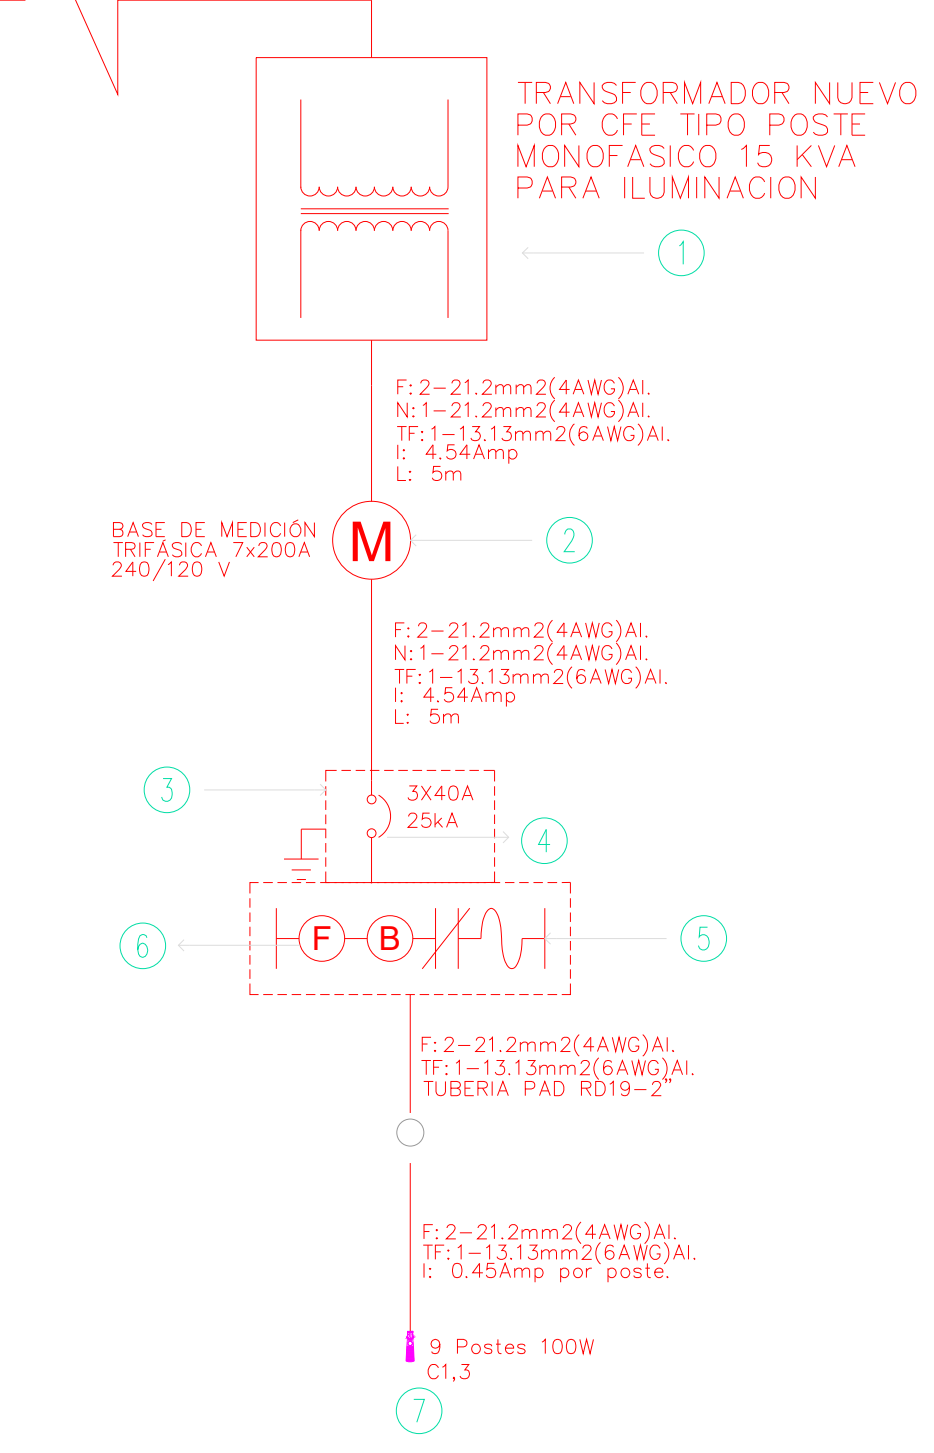 TRANSFORMADOR NUEVO
POR CFE TIPO POSTE
MONOFASICO 15 KVA
PARA ILUMINACION
1
F: 2-21.2mm2(4AWG)Al.
N: 1-21.2mm2(4AWG)Al.
TF: 1-13.13mm2(6AWG)Al.
I: 4.54Amp
L: 5m
BASE DE MEDICIÓN
TRIFÁSICA 7x200A
240/120 V
M
2
F: 2-21.2mm2(4AWG)Al.
N: 1-21.2mm2(4AWG)Al.
TF: 1-13.13mm2(6AWG)Al.
I: 4.54Amp
L: 5m
3
3X40A
25kA
4
6
F
B
5
F: 2-21.2mm2(4AWG)Al.
TF: 1-13.13mm2(6AWG)Al.
TUBERIA PAD RD19-2"
F: 2-21.2mm2(4AWG)Al.
TF: 1-13.13mm2(6AWG)Al.
I: 0.45Amp por poste.
9 Postes 100W
C1,3
7